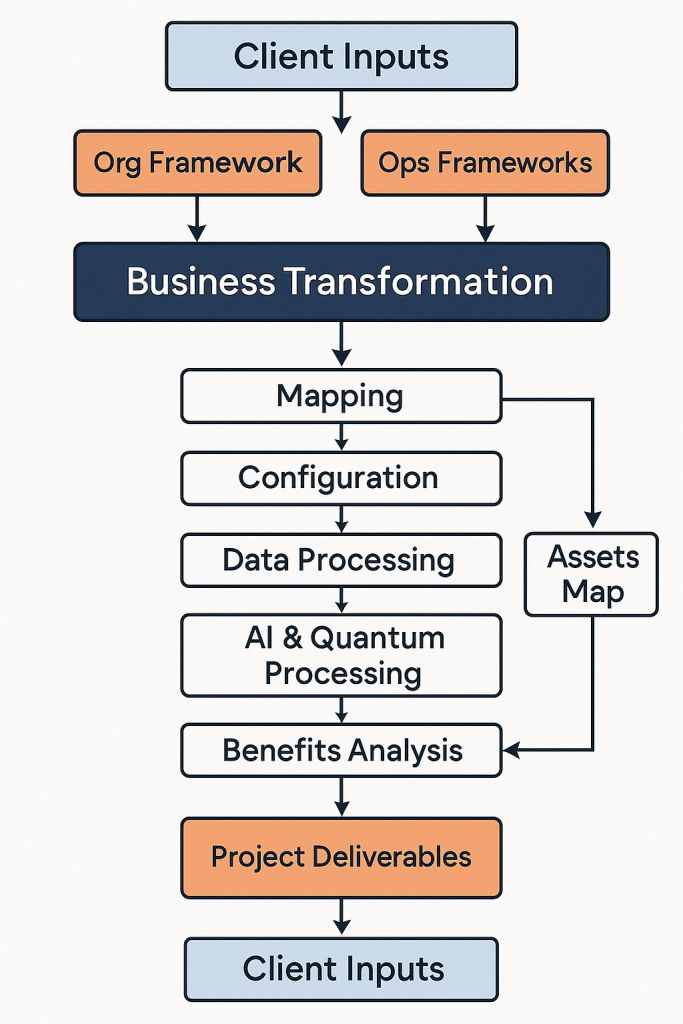 Client Inputs
Org Framework
Ops Frameworks
Business Transformation
Mapping
Configuration
Data Processing
Assets
Map
AI & Quantum
Processing
Benefits Analysis
Project Deliverables
Client Inputs